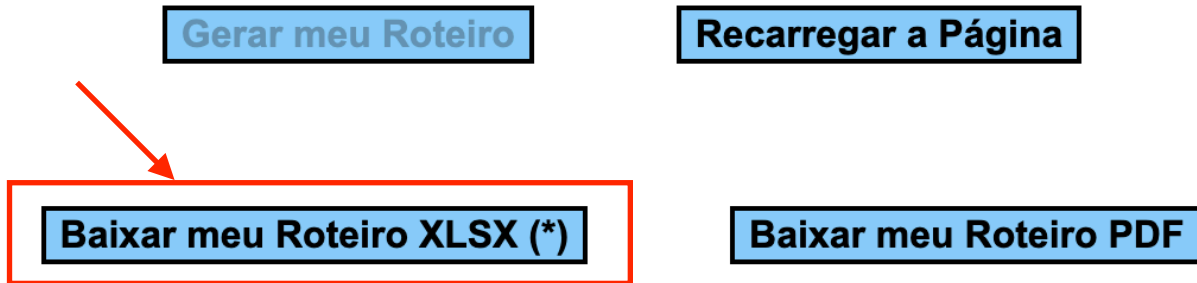 Gerar meu Roteiro
Recarregar a Página
Baixar meu Roteiro XLSX (*)
Baixar meu Roteiro PDF